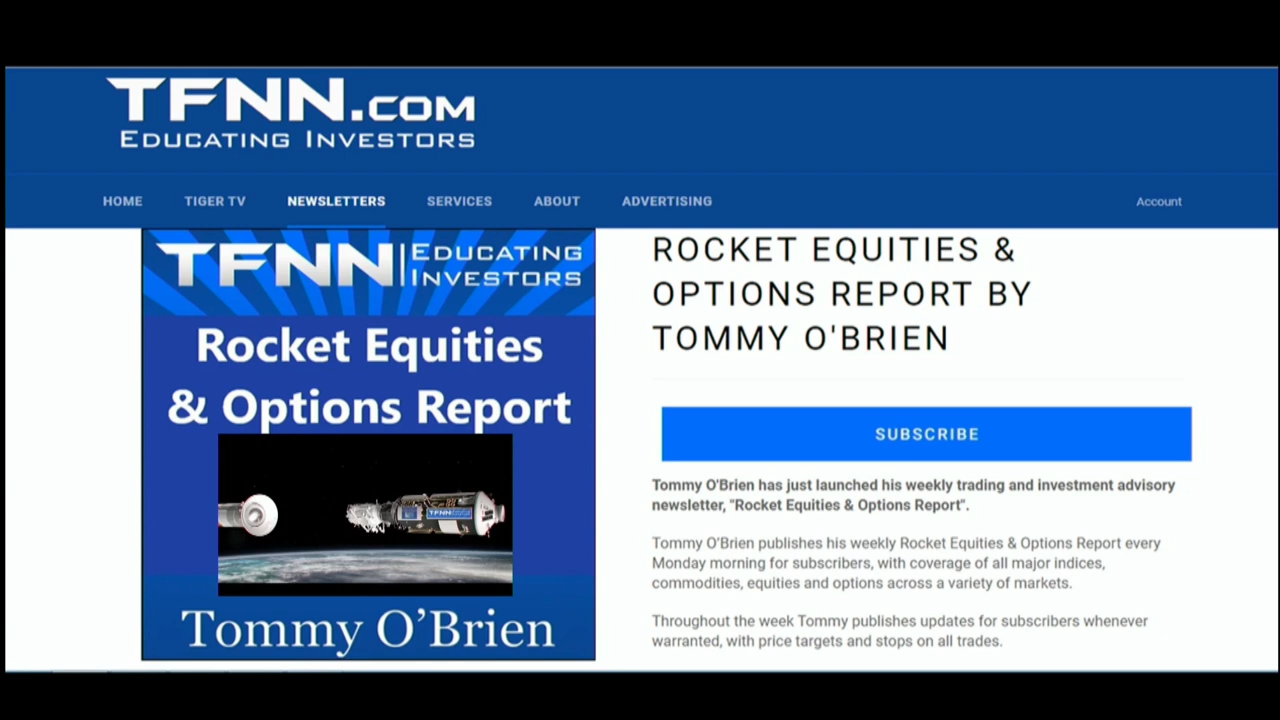 TFNN.COM
EDUCATING INVESTORS
HOME TIGER TV NEWSLETTERS SERVICES ABOUT ADVERTISING Account
TFNN EDUCATING
INVESTORS
Rocket Equities
& Options Report
TFNN
Tommy O’Brien
ROCKET EQUITIES &
OPTIONS REPORT BY
TOMMY O'BRIEN
SUBSCRIBE
Tommy O'Brien has just launched his weekly trading and investment advisory
newsletter, "Rocket Equities & Options Report".
Tommy O'Brien publishes his weekly Rocket Equities & Options Report every
Monday morning for subscribers, with coverage of all major indices,
commodities, equities and options across a variety of markets.
Throughout the week Tommy publishes updates for subscribers whenever
warranted, with price targets and stops on all trades.